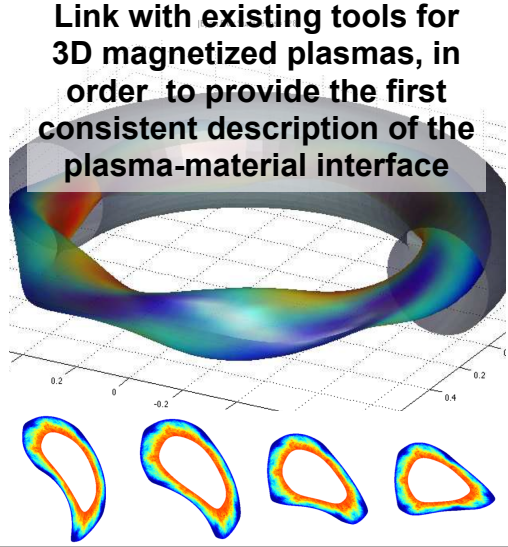 Link with existing tools for
3D magnetized plasmas, in
order to provide the first
consistent description of the
plasma-material interface
0.2
0
-0.2
0
0.2
0.4